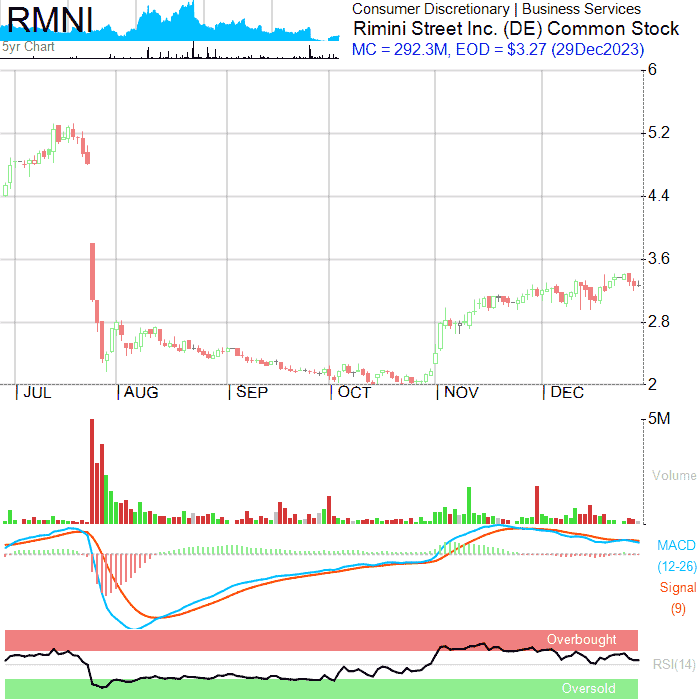 RMNI
5yr Chart
Consumer Discretionary | Business Services
Rimini Street Inc. (DE) Common Stock
MC = 292.3M, EOD = $3.27 (29Dec2023)
6
5.2
4.4
3.6
2.8
2
JUL AUG SEP OCT NOV DEC
5M
Volume
MACD
(12-26)
Signal
(9)
Overbought
RSI(14)
Oversold